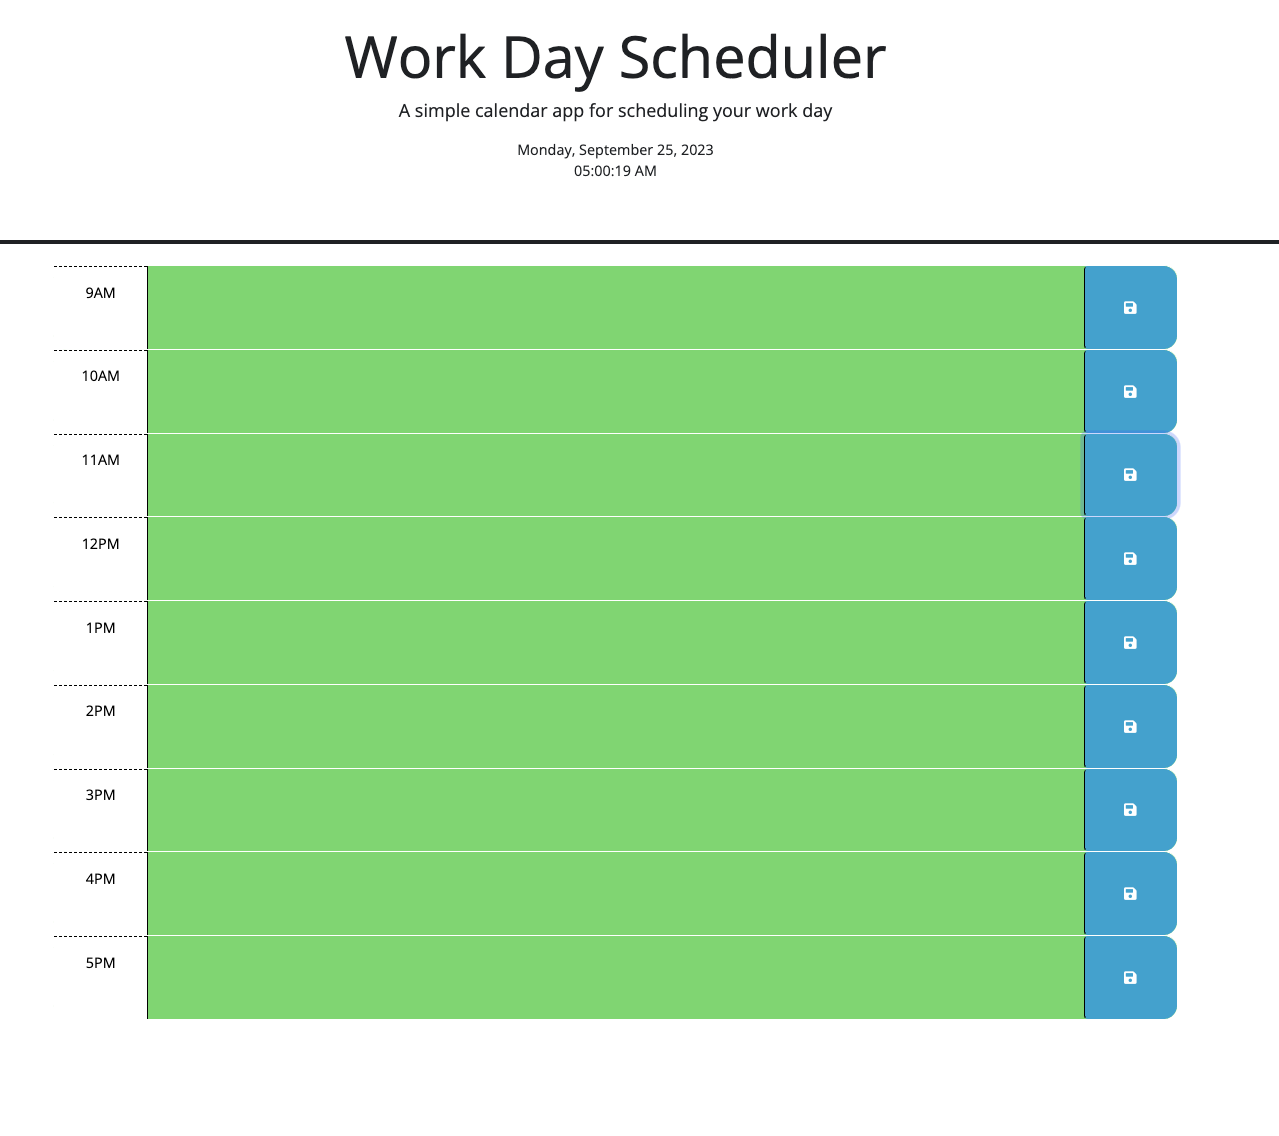 Work Day Scheduler
A simple calendar app for scheduling your work day
Monday, September 25, 2023
05:00:19 AM
9AM
10AM
11AM
12PM
1PM
2PM
3PM
4PM
5PM